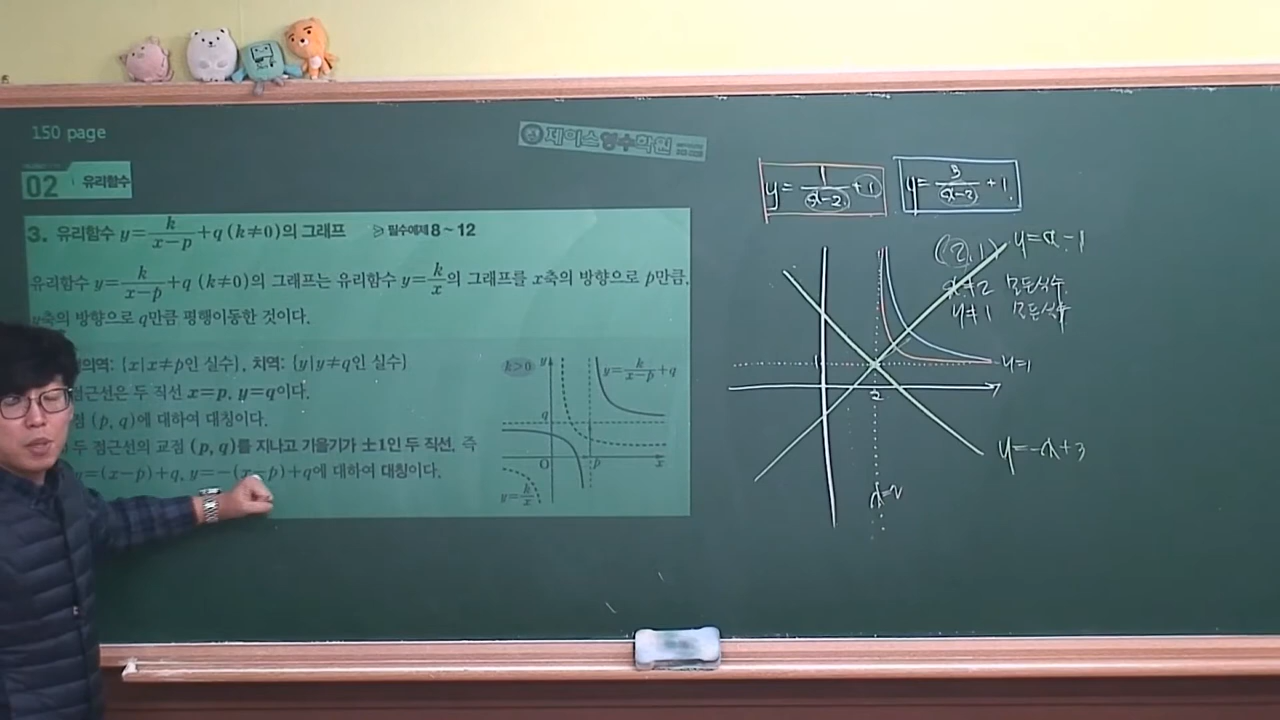 150 page
제이스영수학원
02 유리함수
3. 유리함수 y=k/(x-p)+q (k≠0)의 그래프 필수예제 8~12
유리함수 y=k/(x-p)+q (k≠0)의 그래프는 유리함수 y=k/x의 그래프를 x축의 방향으로 p만큼,
y축의 방향으로 q만큼 평행이동한 것이다.
의역: {x|x≠p인 실수}, 치역: {y|y≠q인 실수}
점근선은 두 직선 x=p, y=q이다.
점 (p, q)에 대하여 대칭이다.
두 점근선의 교점 (p, q)를 지나고 기울기가 ±1인 두 직선, 즉
y=(x-p)+q, y=-(x-p)+q에 대하여 대칭이다.
k>0
y
y=k/(x-p)+q
q
O
p
x
y=k/x
y=1/(x-2)+1
y=3/(x-2)+1.
(2,1)
y=x-1
x≠2 모든실수.
y≠1 모든실수
1
y=1
2
y=-x+3
x=2